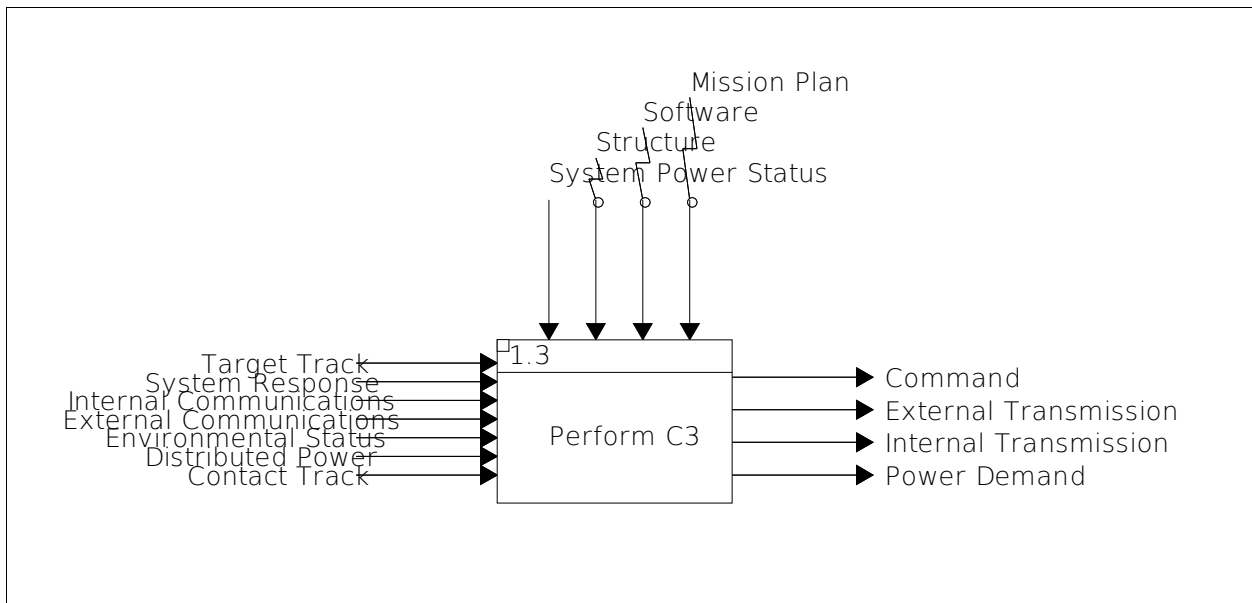 Mission Plan
Software
Structure
System Power Status
1.3
Target Track
System Response
Internal Communications
External Communications
Environmental Status
Distributed Power
Contact Track
Perform C3
Command
External Transmission
Internal Transmission
Power Demand